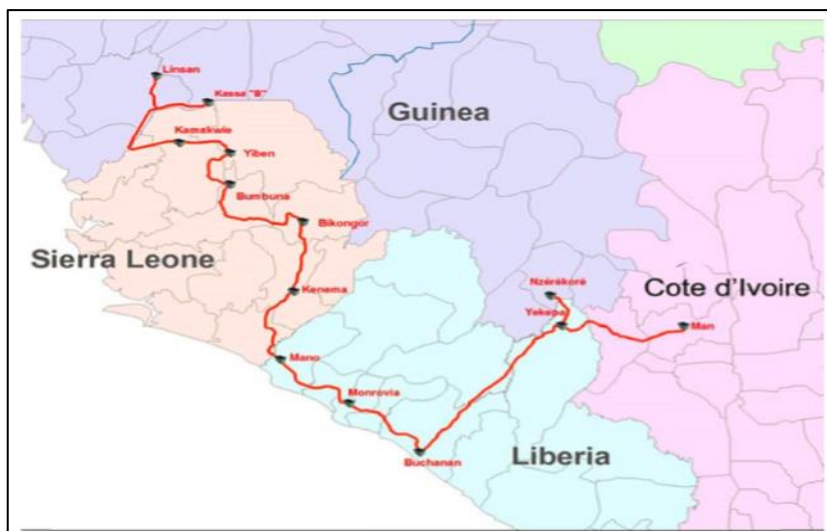 Linsan
Kassa "B"
Guinea
Kamakwie
Yiben
Bumbuna
Bikongor
Sierra Leone
Nzérékoré
Cote d'Ivoire
Kenema
Yekepa
Man
Mano
Monrovia
Buchanan
Liberia